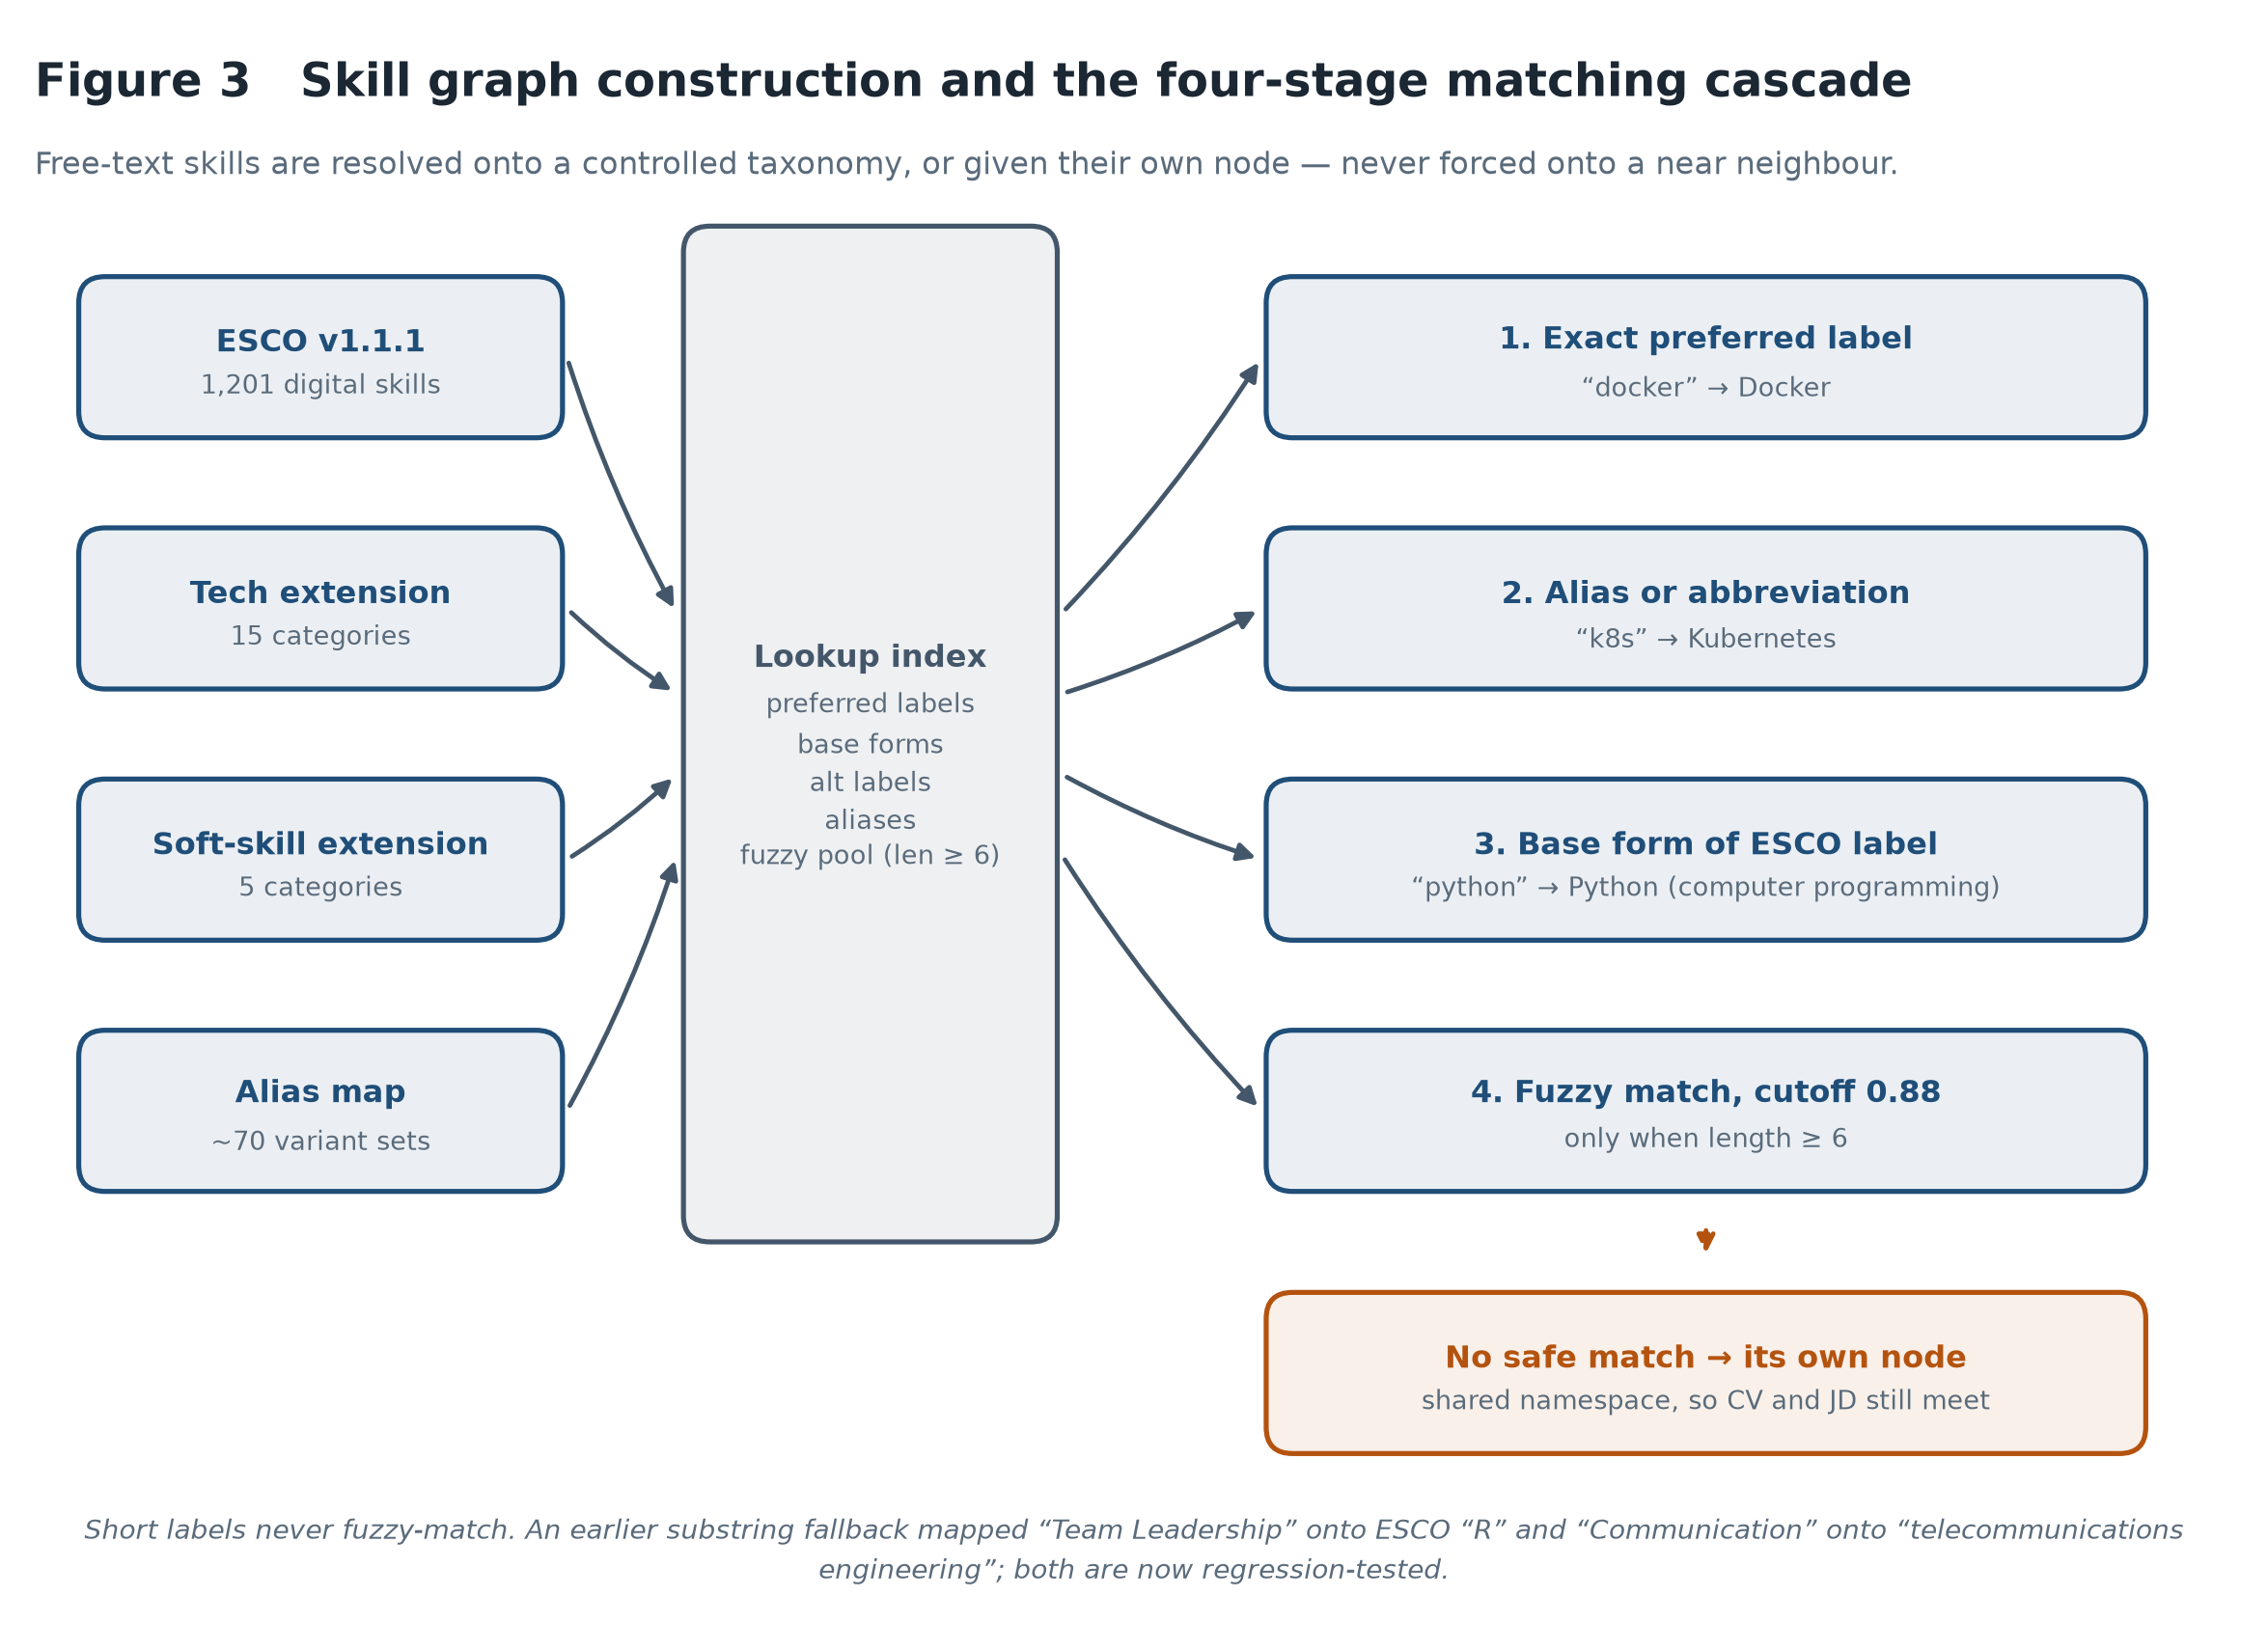 Figure 3 Skill graph construction and the four-stage matching cascade
Free-text skills are resolved onto a controlled taxonomy, or given their own node — never forced onto a near neighbour.
ESCO v1.1.1
1,201 digital skills
Tech extension
15 categories
Soft-skill extension
5 categories
Alias map
~70 variant sets
Lookup index
preferred labels
base forms
alt labels
aliases
fuzzy pool (len ≥ 6)
1. Exact preferred label
“docker” → Docker
2. Alias or abbreviation
“k8s” → Kubernetes
3. Base form of ESCO label
“python” → Python (computer programming)
4. Fuzzy match, cutoff 0.88
only when length ≥ 6
No safe match → its own node
shared namespace, so CV and JD still meet
Short labels never fuzzy-match. An earlier substring fallback mapped “Team Leadership” onto ESCO “R” and “Communication” onto “telecommunications
engineering”; both are now regression-tested.